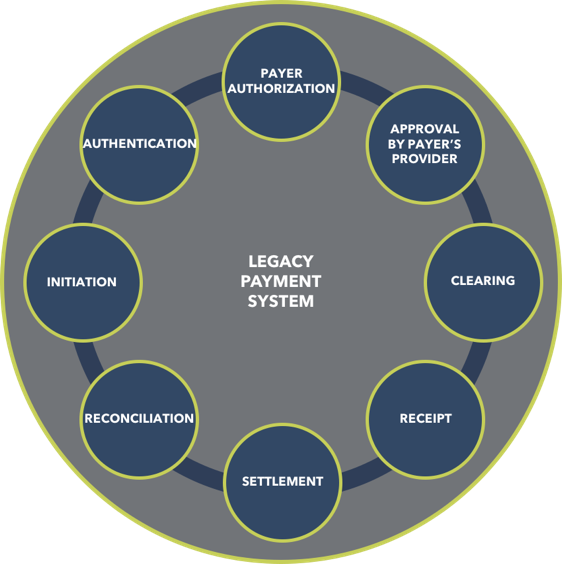 PAYER
AUTHORIZATION
APPROVAL
BY PAYER'S
PROVIDER
AUTHENTICATION
LEGACY
PAYMENT
SYSTEM
INITIATION
CLEARING
RECONCILIATION
RECEIPT
SETTLEMENT